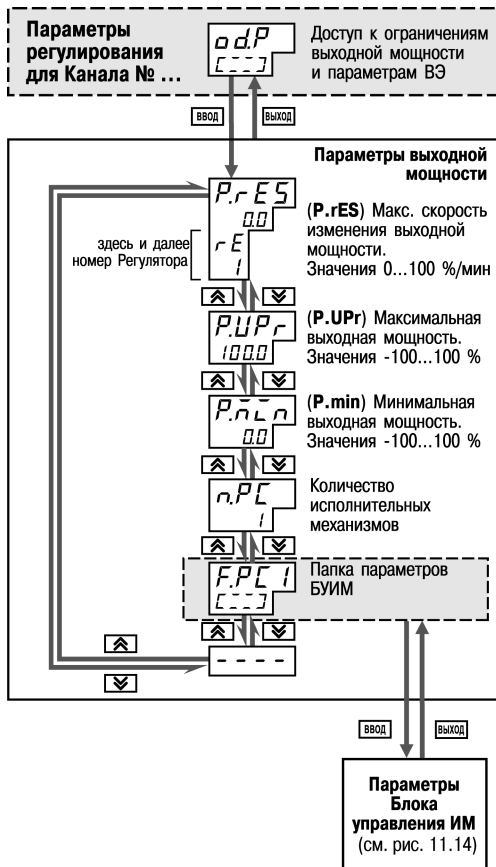 Параметры
регулирования
для Канала № ...
od.P
[---]
Доступ к ограничениям
выходной мощности
и параметрам ВЭ
ВВОД
ВЫХОД
Параметры выходной
мощности
P.rES
0.0
rE
1
здесь и далее
номер Регулятора
(P.rES) Макс. скорость
изменения выходной
мощности.
Значения 0...100 %/мин
P.UPr
100.0
(P.UPr) Максимальная
выходная мощность.
Значения -100...100 %
P.min
0.0
(P.min) Минимальная
выходная мощность.
Значения -100...100 %
n.PC
1
Количество
исполнительных
механизмов
F.PC1
[---]
Папка параметров
БУИМ
----
ВВОД
ВЫХОД
Параметры
Блока
управления ИМ
(см. рис. 11.14)